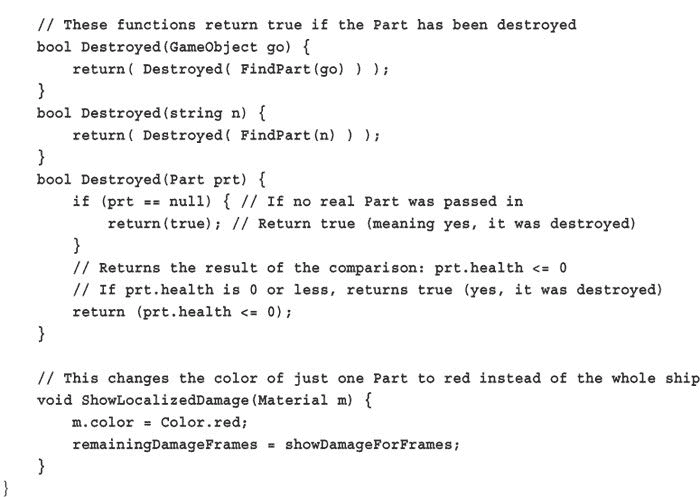 // These functions return true if the Part has been destroyed
bool Destroyed(GameObject go) {
return( Destroyed( FindPart(go) ) );
}
bool Destroyed(string n) {
return( Destroyed( FindPart(n) ) );
}
bool Destroyed(Part prt) {
if (prt == null) { // If no real Part was passed in
return(true); // Return true (meaning yes, it was destroyed)
}
// Returns the result of the comparison: prt.health <= 0
// If prt.health is 0 or less, returns true (yes, it was destroyed)
return (prt.health <= 0);
}
// This changes the color of just one Part to red instead of the whole ship
void ShowLocalizedDamage(Material m) {
m.color = Color.red;
remainingDamageFrames = showDamageForFrames;
}
}